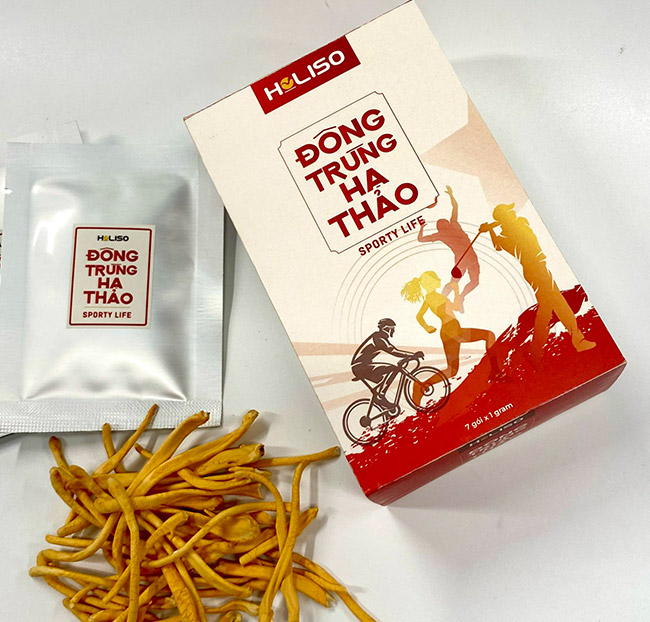 HOLISO
ĐÔNG
TRÙNG
HẠ
THẢO
SPORTY LIFE
7 gói x 1 gram
HOLISO
ĐÔNG
TRÙNG
HẠ
THẢO
SPORTY LIFE